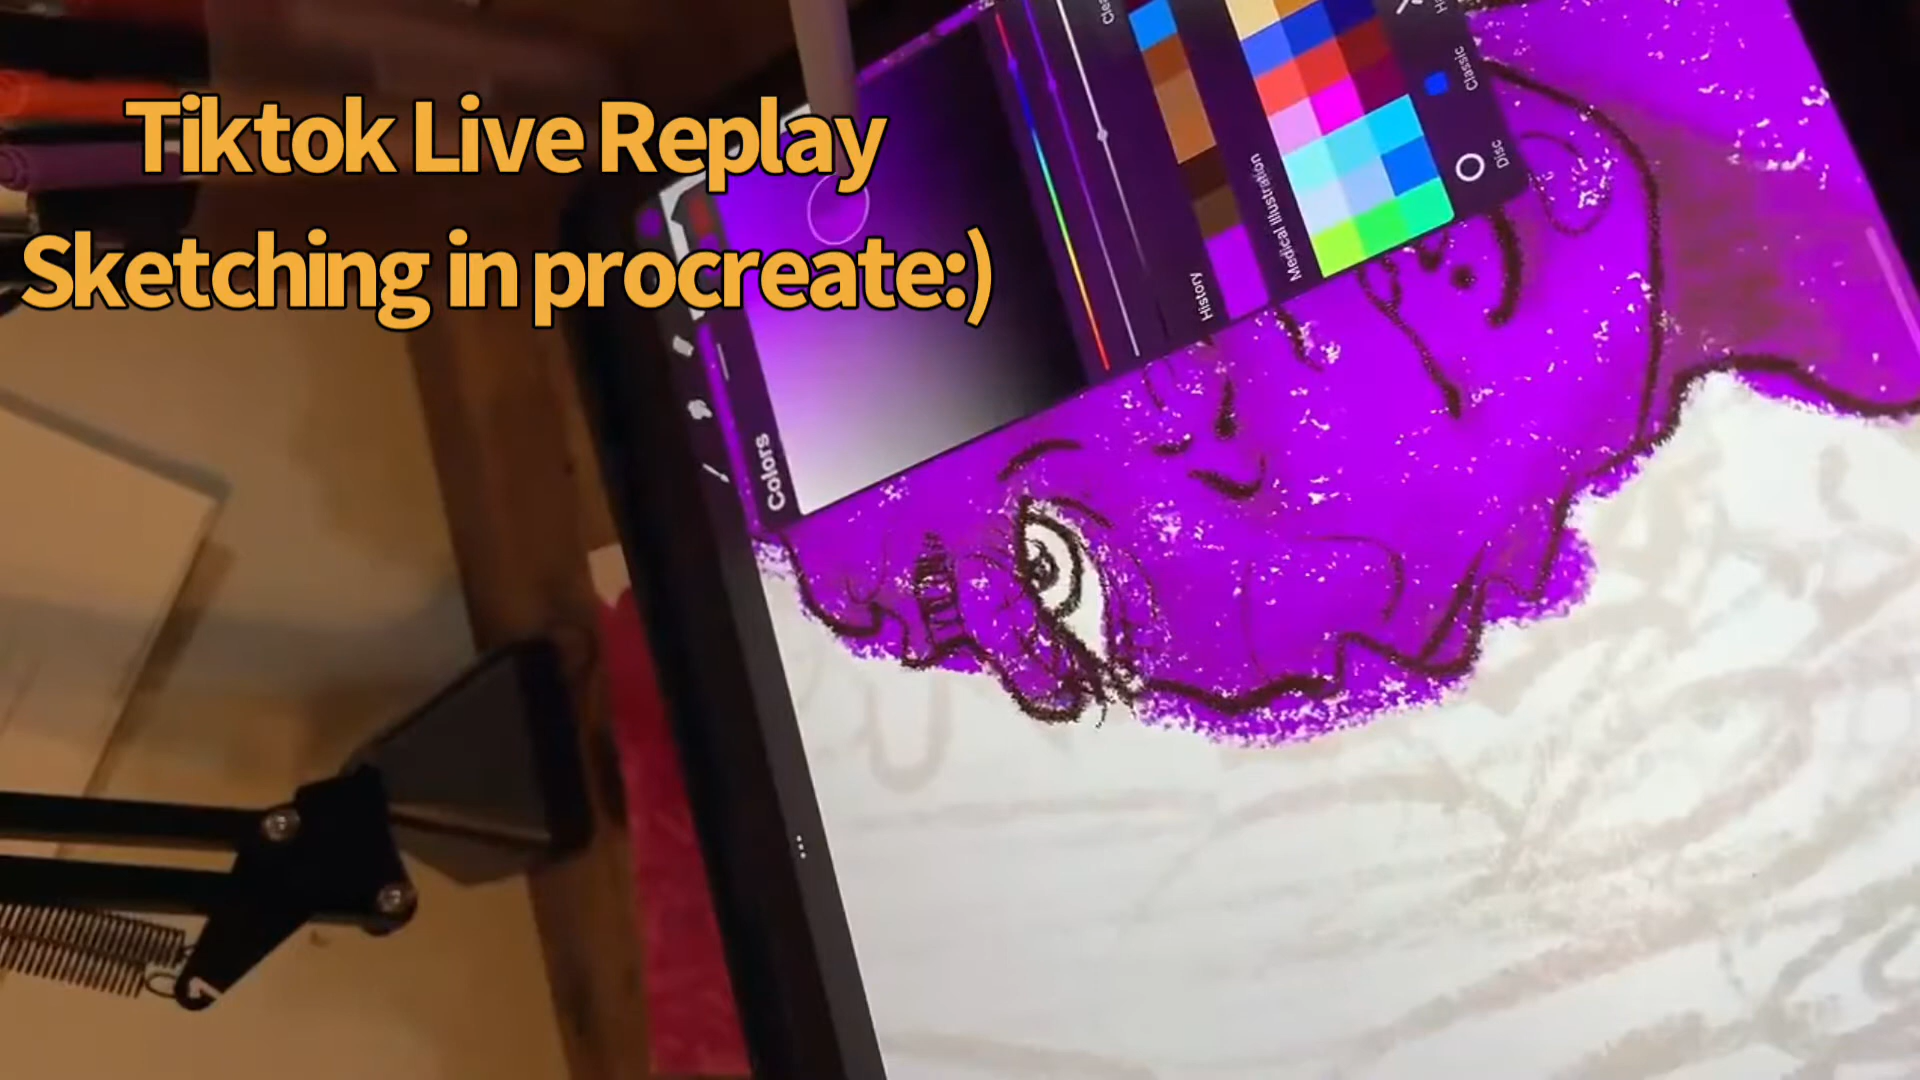 Tiktok Live Replay
Sketching in procreate:)
Colors
History
Medical Illustration
Disc
Classic